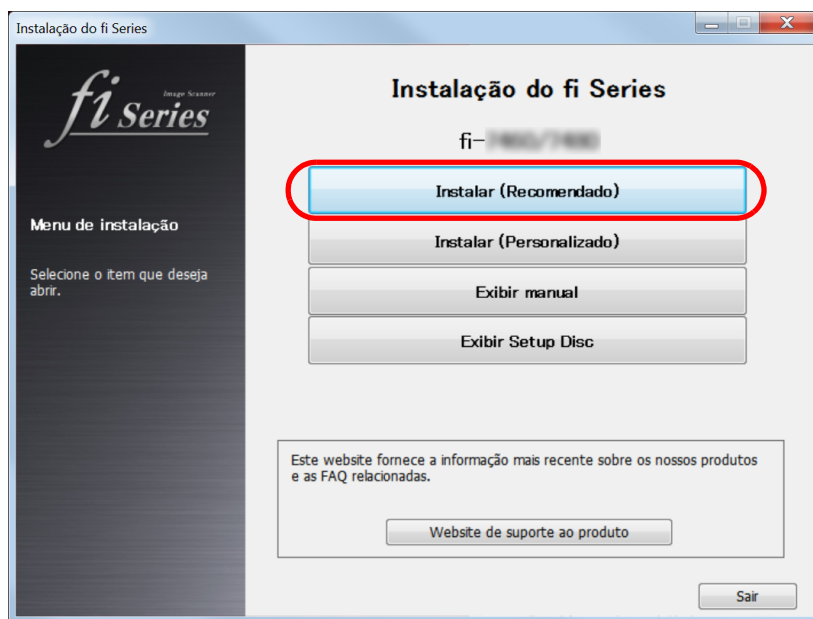 Instalação do fi Series
fi Series
Image Scanner
Menu de instalação
Selecione o item que deseja
abrir.
Instalação do fi Series
fi-
Instalar (Recomendado)
Instalar (Personalizado)
Exibir manual
Exibir Setup Disc
Este website fornece a informação mais recente sobre os nossos produtos
e as FAQ relacionadas.
Website de suporte ao produto
Sair